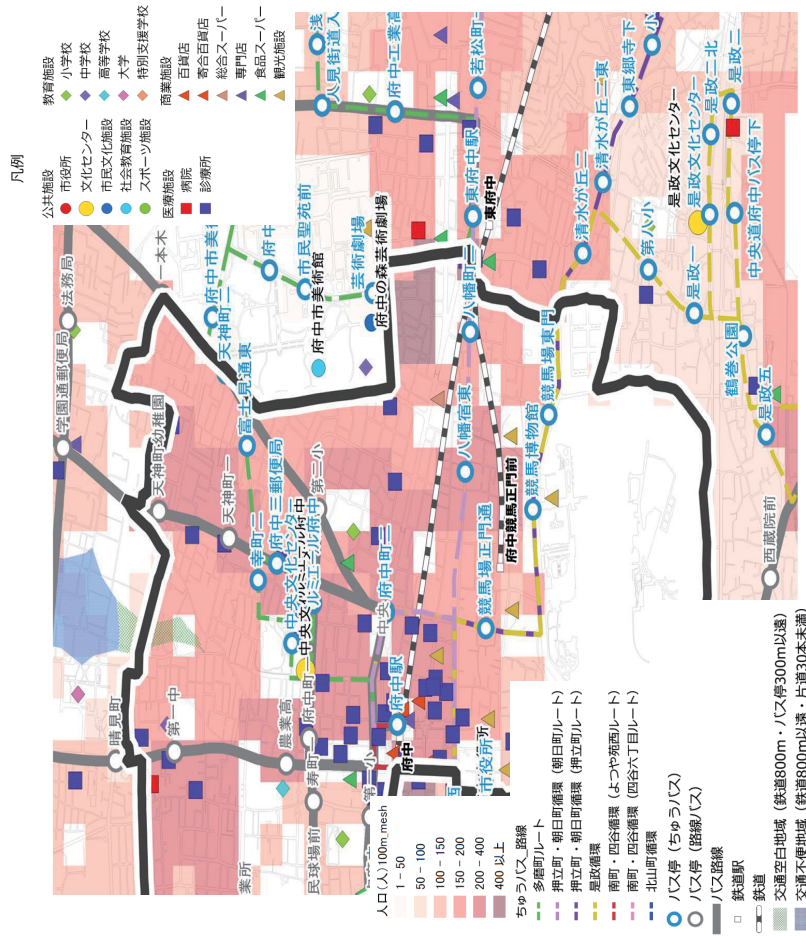 凡例
公共施設
市役所
文化センター
市民文化施設
社会教育施設
スポーツ施設
医療施設
病院
診療所
教育施設
小学校
中学校
高等学校
大学
特別支援学校
商業施設
百貨店
寄合百貨店
総合スーパー
専門店
食品スーパー
観光施設
人口(人)100m_mesh
1 - 50
50 - 100
100 - 150
150 - 200
200 - 400
400 以上
ちゅうバス_路線
多磨町ルート
押立町・朝日町循環(朝日町ルート)
押立町・朝日町循環(押立町ルート)
是政循環
南町・四谷循環(よつや苑西ルート)
南町・四谷循環(四谷六丁目ルート)
北山町循環
バス停(ちゅうバス)
バス停(路線バス)
バス路線
鉄道駅
鉄道
交通空白地域(鉄道800m・バス停300m以遠)
交通不便地域(鉄道800m以遠・片道30本未満)
晴見町
第一中
農業高
府中町一
寿町一
民球場前
業所
第一小
府中
府中駅
市役所
学園通郵便局
法務局
一本木
天神町幼稚園
天神町一
天神町二
第二小
富士見通東
幸町二
府中三郵便局
中央文化センター
中央文化センター
ルミエール府中
中央
府中町二
府中市美術館
市民聖苑前
芸術劇場
府中の森芸術劇場
人見街道入
府中工業高
若松町一
東府中駅
東府中
八幡町二
八幡宿東
競馬場正門通
府中競馬正門前
競馬博物館
競馬場東門
清水が丘二
清水が丘二東
東郷寺下
第八小
是政一
是政文化センター
是政文化センター
是政二北
是政二
中央道府中バス停下
鶴巻公園
是政五
西蔵院前